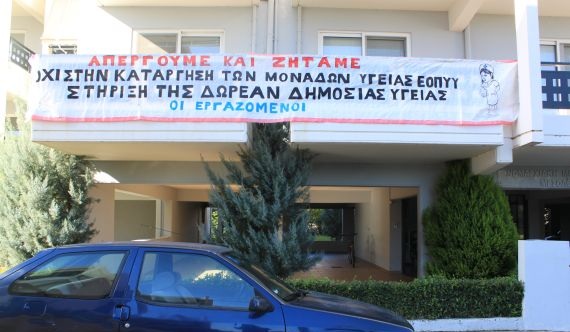 ΑΠΕΡΓΟΥΜΕ ΚΑΙ ΖΗΤΑΜΕ
ΟΧΙ ΣΤΗΝ ΚΑΤΑΡΓΗΣΗ ΤΩΝ ΜΟΝΑΔΩΝ ΥΓΕΙΑΣ ΕΟΠΥΥ
ΣΤΗΡΙΞΗ ΤΗΣ ΔΩΡΕΑΝ ΔΗΜΟΣΙΑΣ ΥΓΕΙΑΣ
ΟΙ ΕΡΓΑΖΟΜΕΝΟΙ